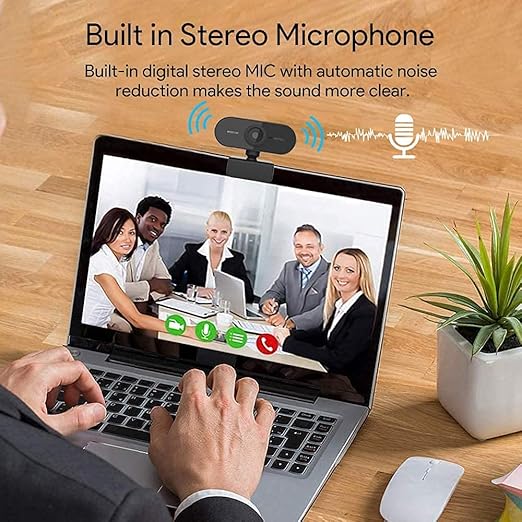 Built in Stereo Microphone
Built-in digital stereo MIC with automatic noise
reduction makes the sound more clear.